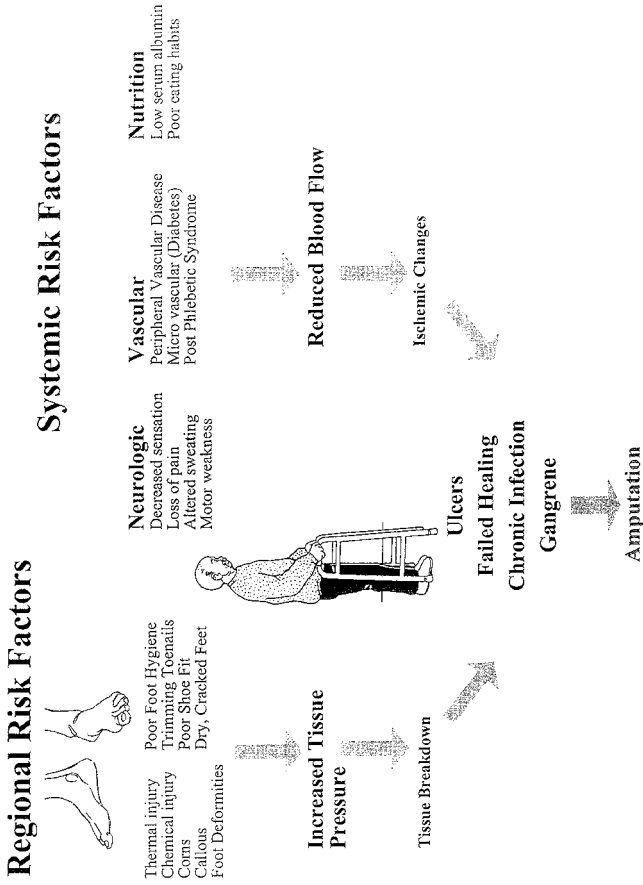 Regional Risk Factors
Thermal injury
Chemical injury
Corns
Callous
Foot Deformities
Poor Foot Hygiene
Trimming Toenails
Poor Shoe Fit
Dry, Cracked Feet
Increased Tissue
Pressure
Tissue Breakdown
Systemic Risk Factors
Neurologic
Decreased sensation
Loss of pain
Altered sweating
Motor weakness
Vascular
Peripheral Vascular Disease
Micro vascular (Diabetes)
Post Phlebetic Syndrome
Nutrition
Low serum albumin
Poor eating habits
Reduced Blood Flow
Ischemic Changes
Ulcers
Failed Healing
Chronic Infection
Gangrene
Amputation